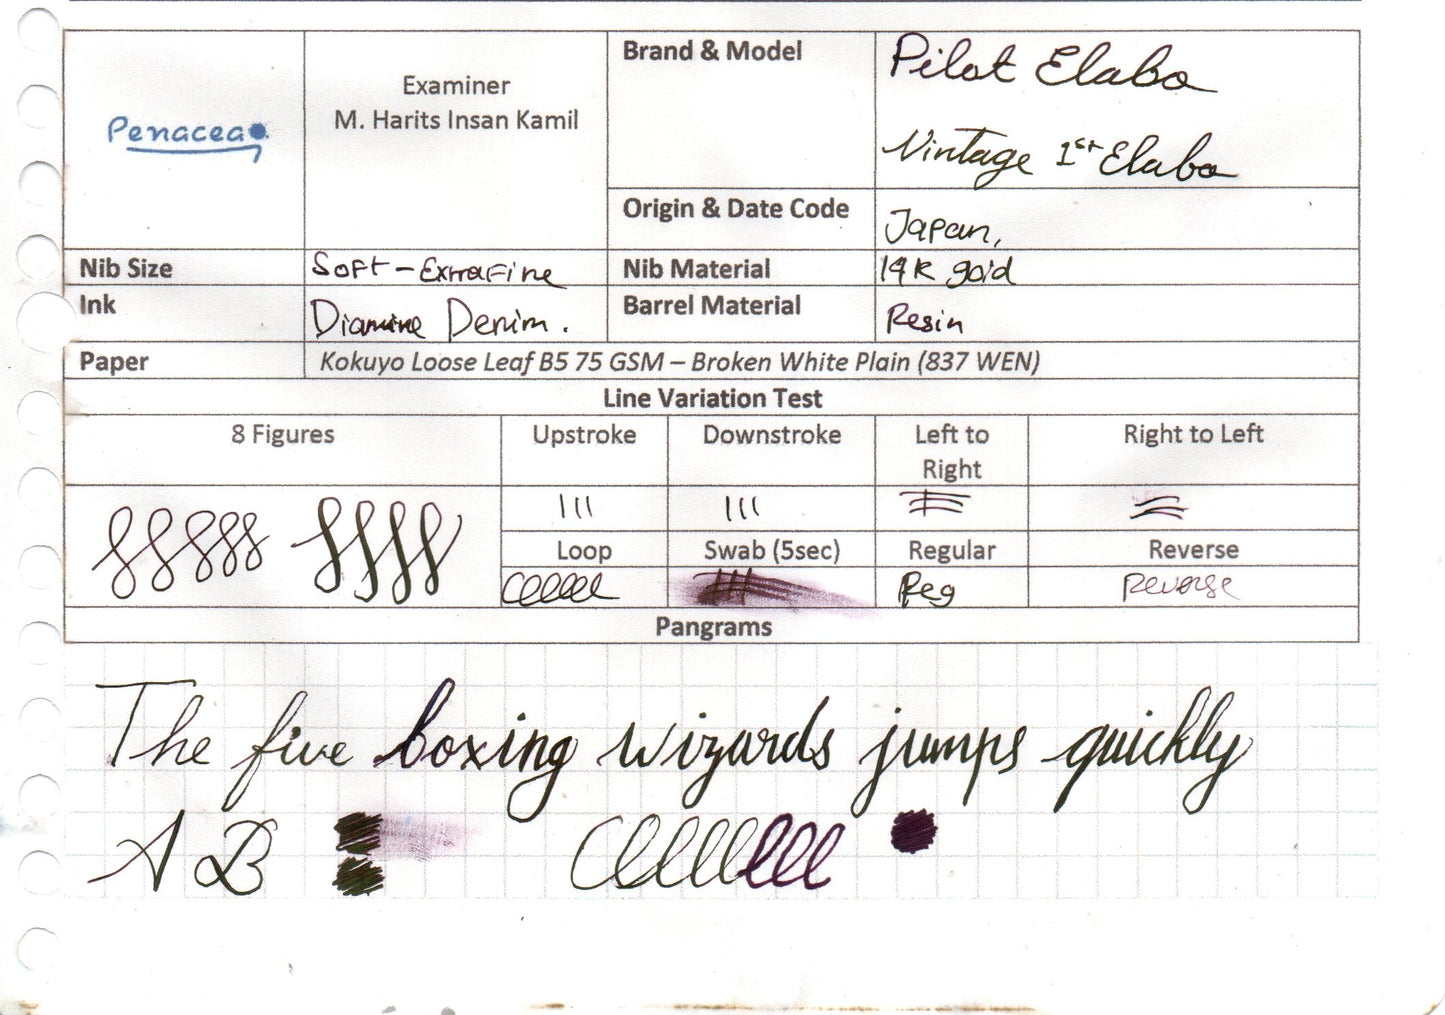 Penacea
Examiner
M. Harits Insan Kamil
Brand & Model
Pilot Elabo
Vintage 1st Elabo
Origin & Date Code
Japan,
Nib Size
Soft - Extrafine
Nib Material
14k gold
Ink
Diamine Denim.
Barrel Material
Resin
Paper
Kokuyo Loose Leaf B5 75 GSM – Broken White Plain (837 WEN)
Line Variation Test
8 Figures
Upstroke
Downstroke
Left to
Right
Right to Left
Loop
Swab (5sec)
Regular
Reverse
Reg
Reverse
Pangrams
The five boxing wizards jumps quickly
A B